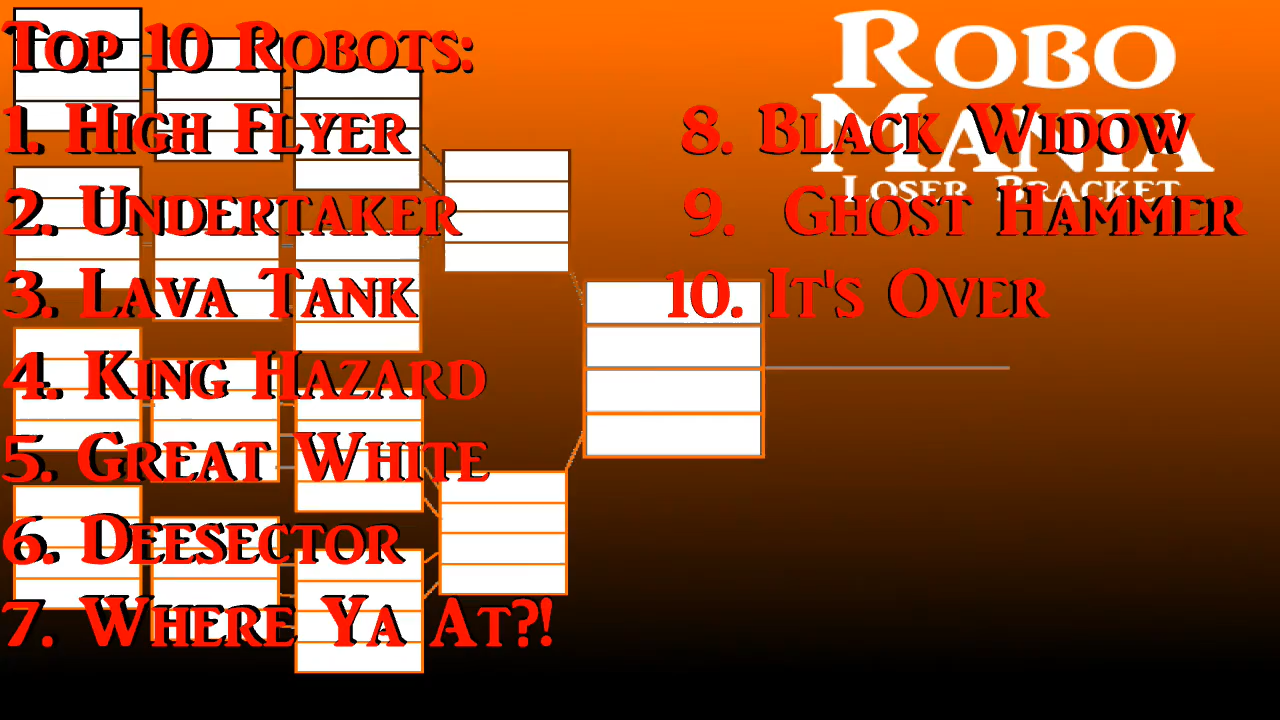 Top 10 Robots:
1. High Flyer
2. Undertaker
3. Lava Tank
4. King Hazard
5. Great White
6. Deesector
7. Where Ya At?!
Robo
Mania
Loser Bracket
8. Black Widow
9. Ghost Hammer
10. It's Over